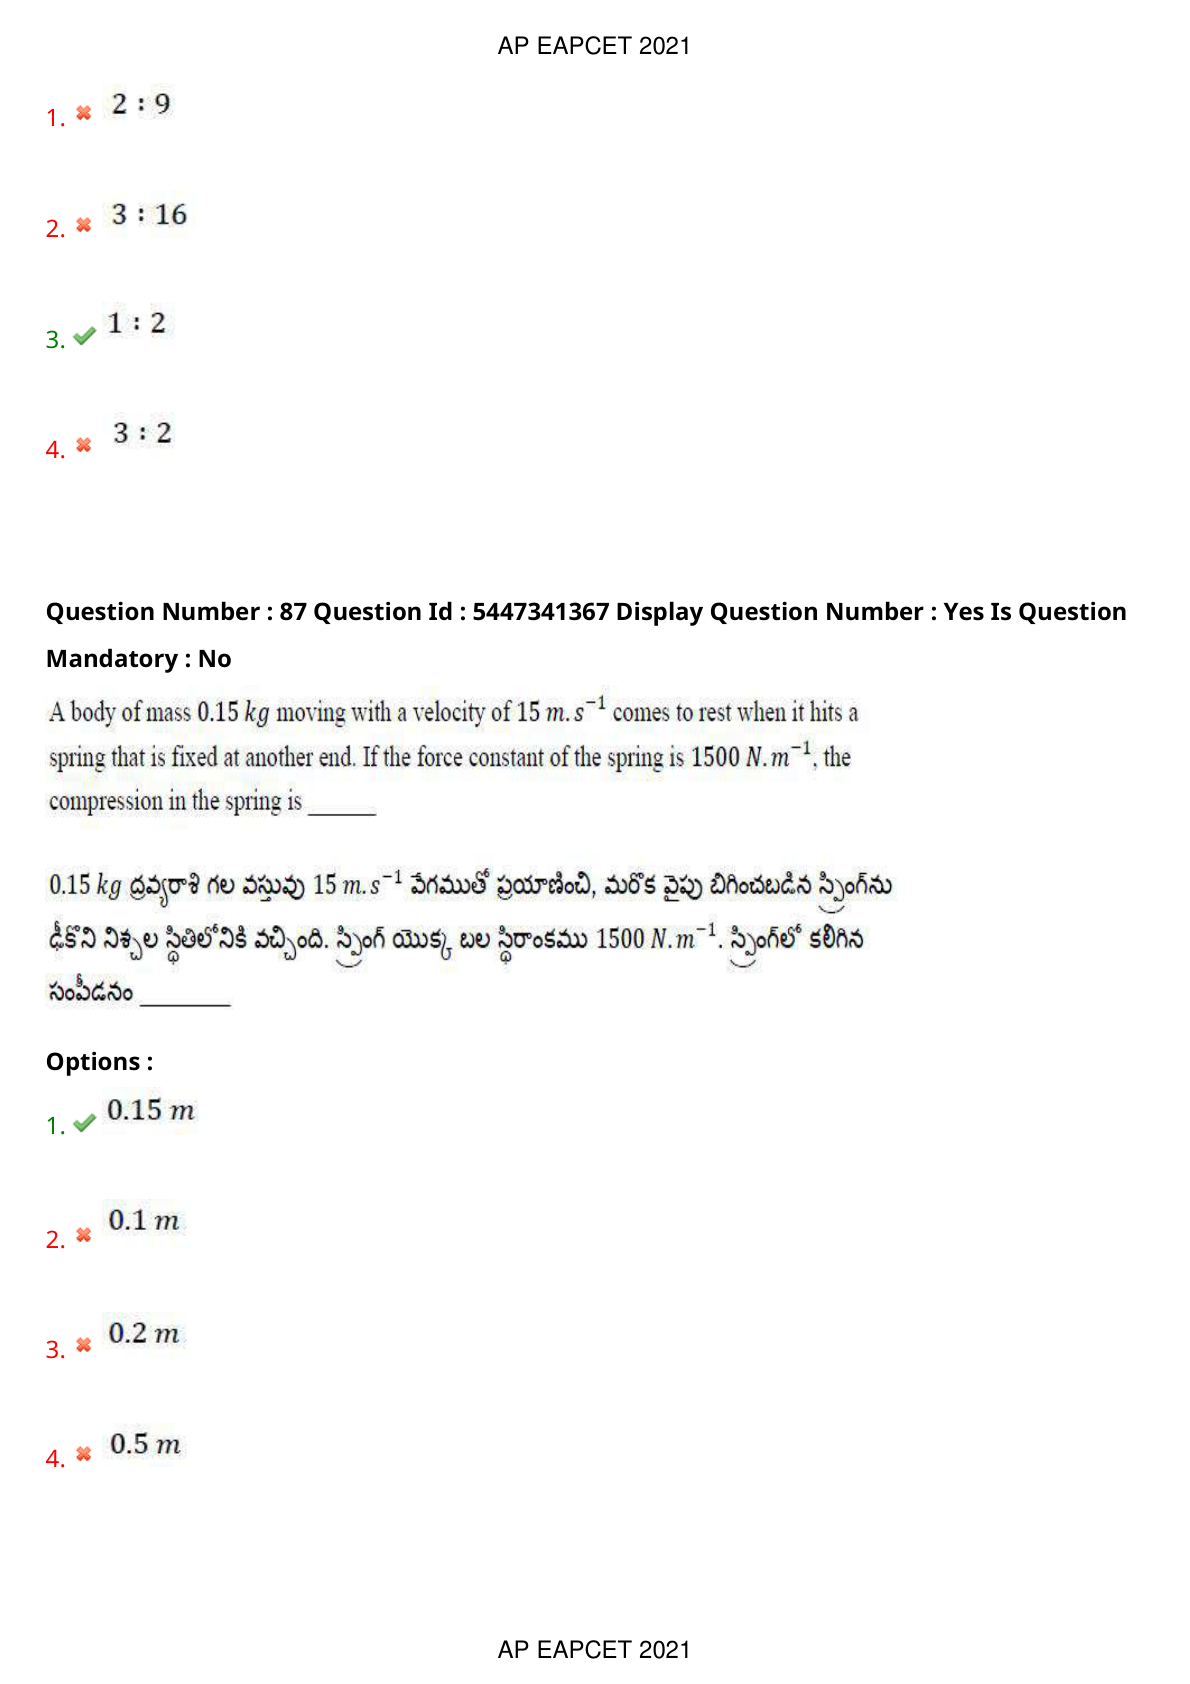 AP EAPCET 2021
1. 2 : 9
2. 3 : 16
3. 1 : 2
4. 3 : 2
Question Number : 87 Question Id : 5447341367 Display Question Number : Yes Is Question
Mandatory : No
A body of mass 0.15 kg moving with a velocity of 15 m.s⁻¹ comes to rest when it hits a
spring that is fixed at another end. If the force constant of the spring is 1500 N.m⁻¹, the
compression in the spring is ______
0.15 kg ద్రవ్యరాశి గల వస్తువు 15 m.s⁻¹ వేగముతో ప్రయాణించి, మరొక వైపు బిగించబడిన స్ప్రింగ్‌ను
ఢీకొని నిశ్చల స్థితిలోనికి వచ్చింది. స్ప్రింగ్ యొక్క బల స్థిరాంకము 1500 N.m⁻¹. స్ప్రింగ్‌లో కలిగిన
సంపీడనం ________
Options :
1. 0.15 m
2. 0.1 m
3. 0.2 m
4. 0.5 m
AP EAPCET 2021